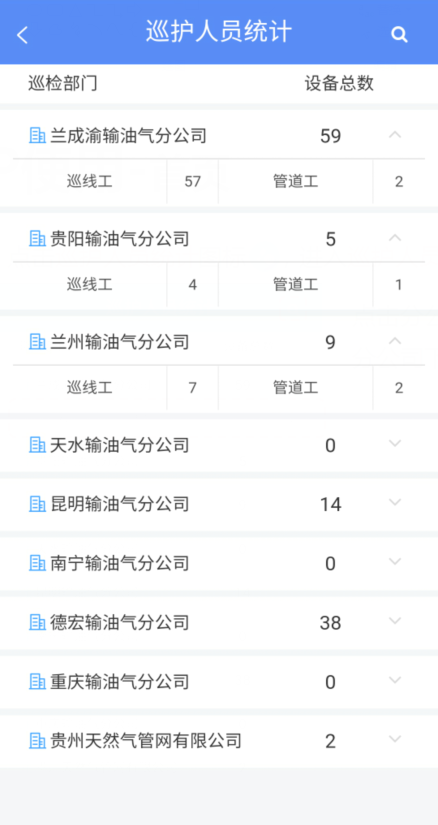 巡护人员统计
巡检部门 设备总数
兰成渝输油气分公司 59
巡线工 57 管道工 2
贵阳输油气分公司 5
巡线工 4 管道工 1
兰州输油气分公司 9
巡线工 7 管道工 2
天水输油气分公司 0
昆明输油气分公司 14
南宁输油气分公司 0
德宏输油气分公司 38
重庆输油气分公司 0
贵州天然气管网有限公司 2